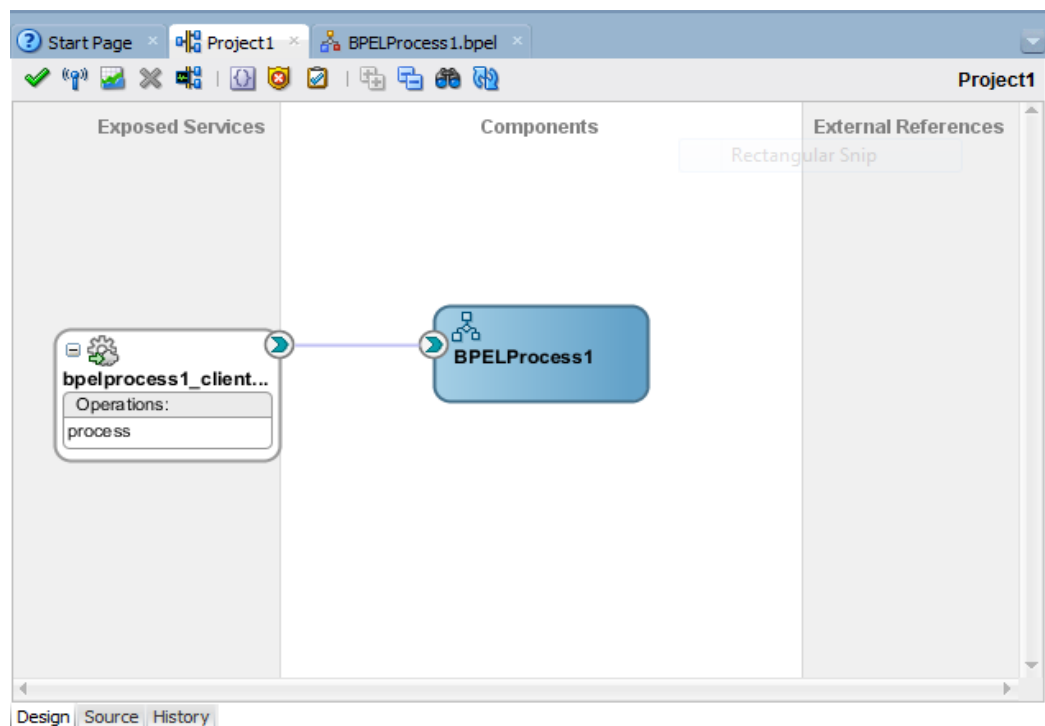 Start Page
Project1
BPELProcess1.bpel
Project1
Exposed Services
Components
External References
Rectangular Snip
bpelprocess1_client...
Operations:
process
BPELProcess1
Design
Source
History